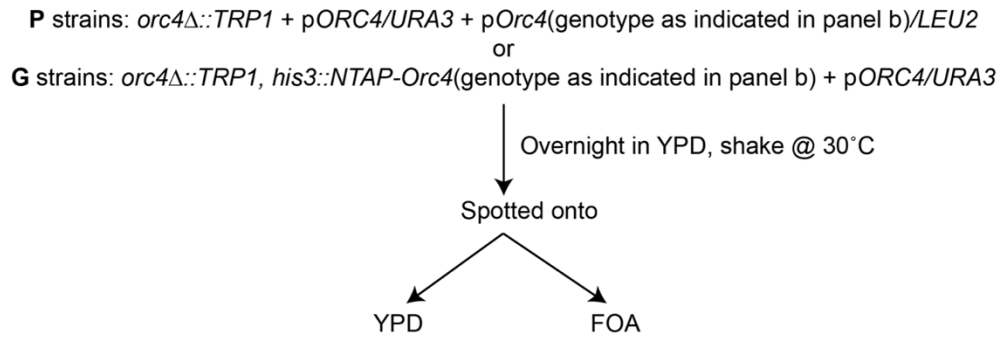 P strains: orc4Δ::TRP1 + pORC4/URA3 + pOrc4(genotype as indicated in panel b)/LEU2
or
G strains: orc4Δ::TRP1, his3::NTAP-Orc4(genotype as indicated in panel b) + pORC4/URA3
Overnight in YPD, shake @ 30˚C
Spotted onto
YPD FOA